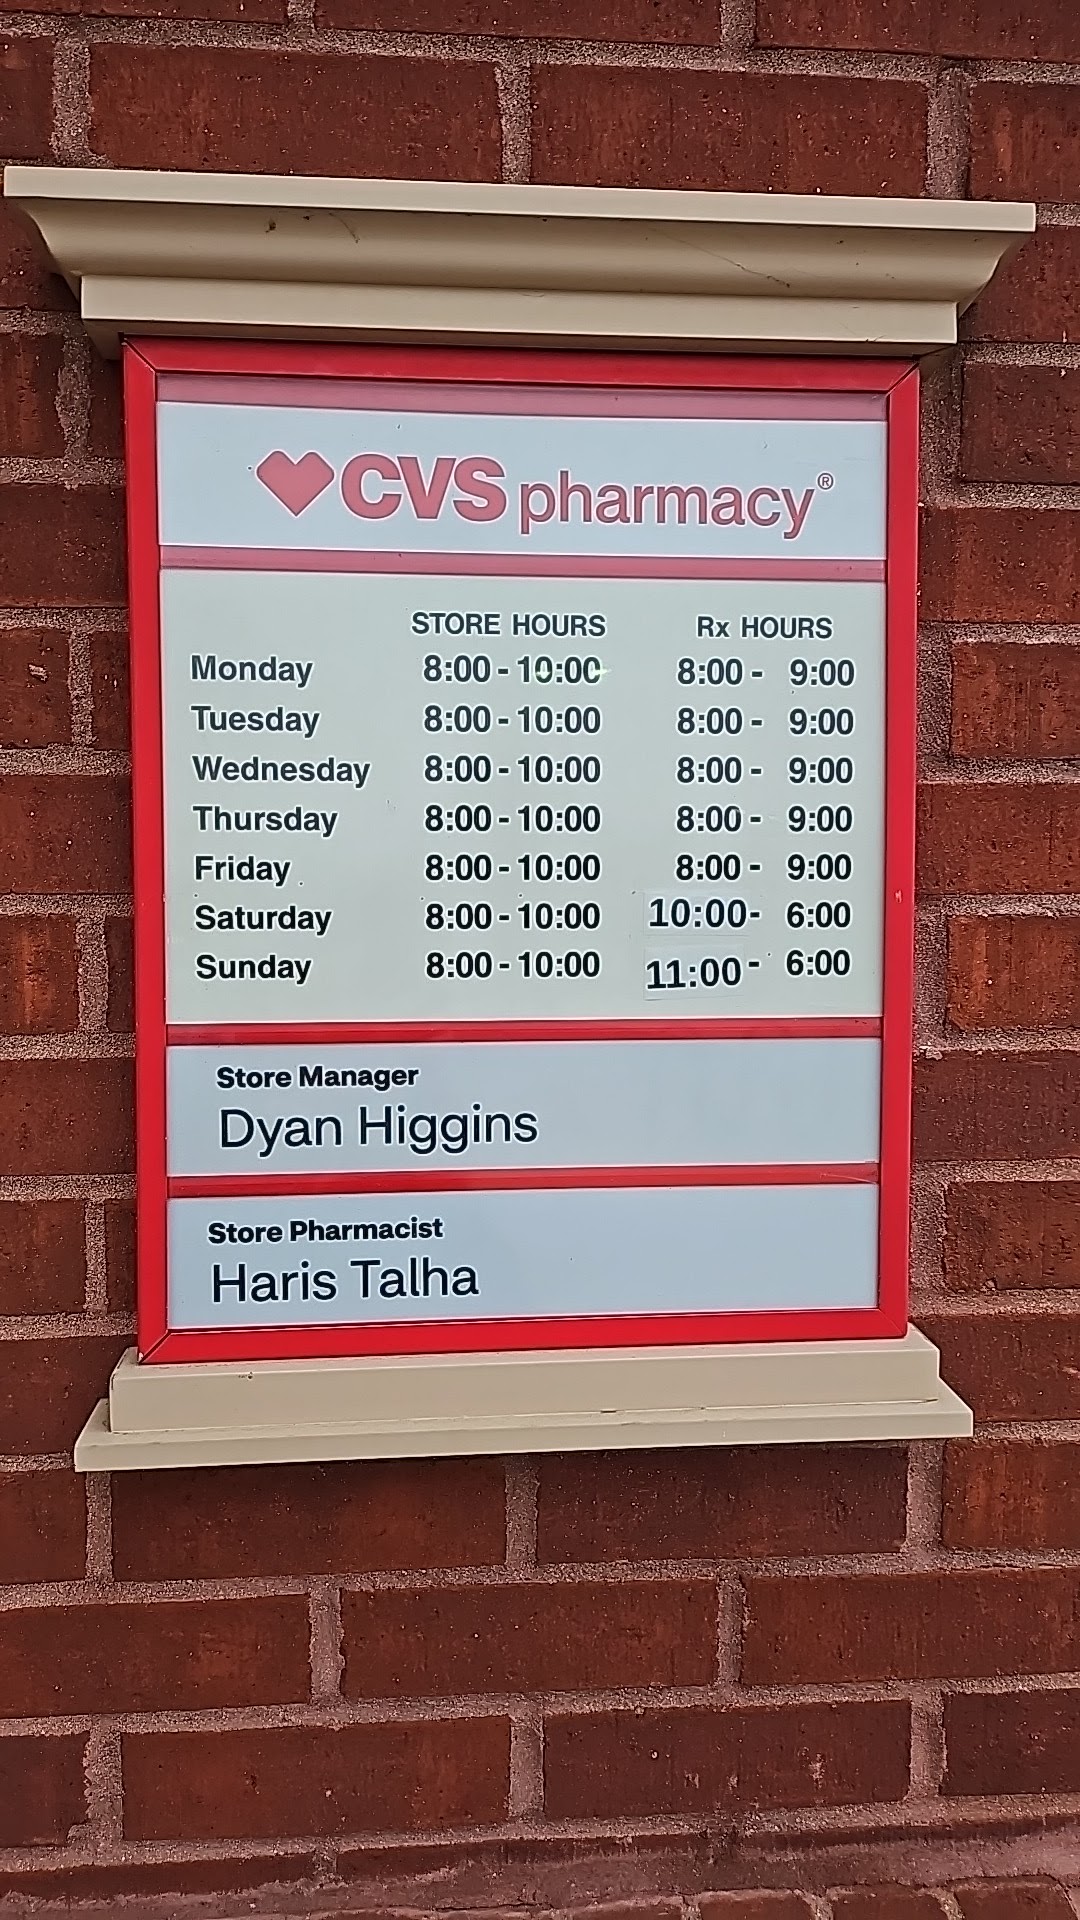 CVS pharmacy®
STORE HOURS Rx HOURS
Monday 8:00 - 10:00 8:00 - 9:00
Tuesday 8:00 - 10:00 8:00 - 9:00
Wednesday 8:00 - 10:00 8:00 - 9:00
Thursday 8:00 - 10:00 8:00 - 9:00
Friday 8:00 - 10:00 8:00 - 9:00
Saturday 8:00 - 10:00 10:00 - 6:00
Sunday 8:00 - 10:00 11:00 - 6:00
Store Manager
Dyan Higgins
Store Pharmacist
Haris Talha